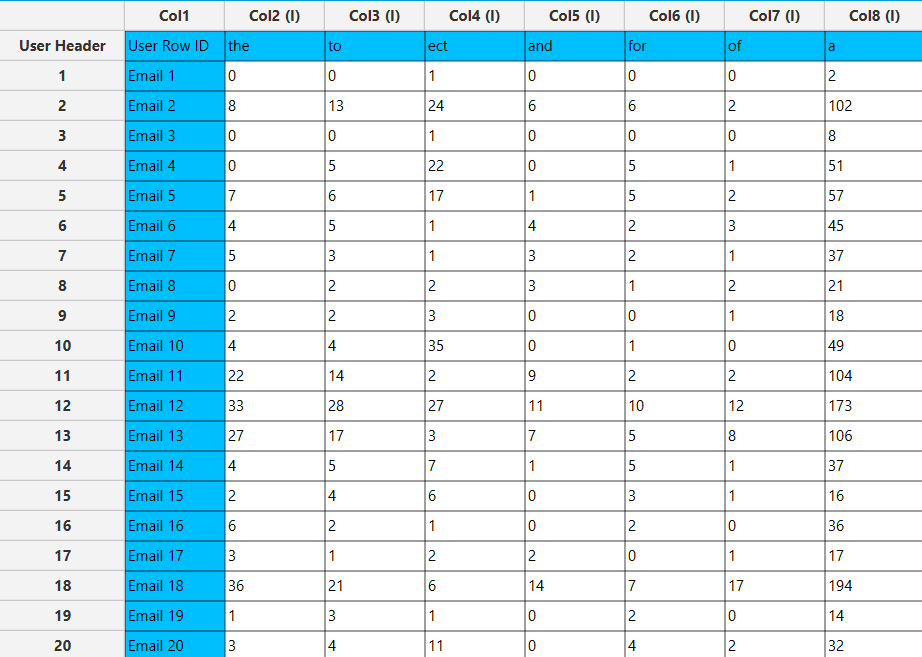 Col1 Col2 (I) Col3 (I) Col4 (I) Col5 (I) Col6 (I) Col7 (I) Col8 (I)
User Header User Row ID the to ect and for of a
1 Email 1 0 0 1 0 0 0 2
2 Email 2 8 13 24 6 6 2 102
3 Email 3 0 0 1 0 0 0 8
4 Email 4 0 5 22 0 5 1 51
5 Email 5 7 6 17 1 5 2 57
6 Email 6 4 5 1 4 2 3 45
7 Email 7 5 3 1 3 2 1 37
8 Email 8 0 2 2 3 1 2 21
9 Email 9 2 2 3 0 0 1 18
10 Email 10 4 4 35 0 1 0 49
11 Email 11 22 14 2 9 2 2 104
12 Email 12 33 28 27 11 10 12 173
13 Email 13 27 17 3 7 5 8 106
14 Email 14 4 5 7 1 5 1 37
15 Email 15 2 4 6 0 3 1 16
16 Email 16 6 2 1 0 2 0 36
17 Email 17 3 1 2 2 0 1 17
18 Email 18 36 21 6 14 7 17 194
19 Email 19 1 3 1 0 2 0 14
20 Email 20 3 4 11 0 4 2 32